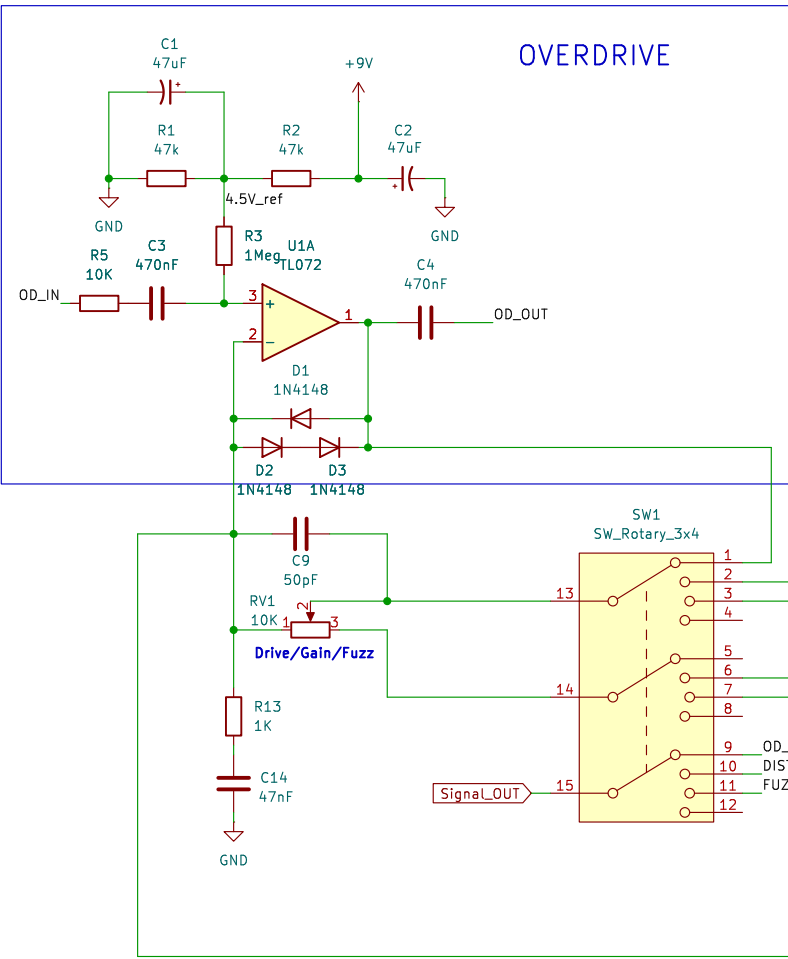 OVERDRIVE
C1
47uF
+9V
R1
47k
R2
47k
C2
47uF
4.5V_ref
GND
GND
R3
1Meg
U1A
TL072
R5
10K
C3
470nF
C4
470nF
OD_IN
3
+
2
-
1
OD_OUT
D1
1N4148
D2
1N4148
D3
1N4148
SW1
SW_Rotary_3x4
C9
50pF
RV1
10K
1
2
3
Drive/Gain/Fuzz
13
14
15
1
2
3
4
5
6
7
8
9
10
11
12
OD_
DIS
FUZ
R13
1K
C14
47nF
GND
Signal_OUT